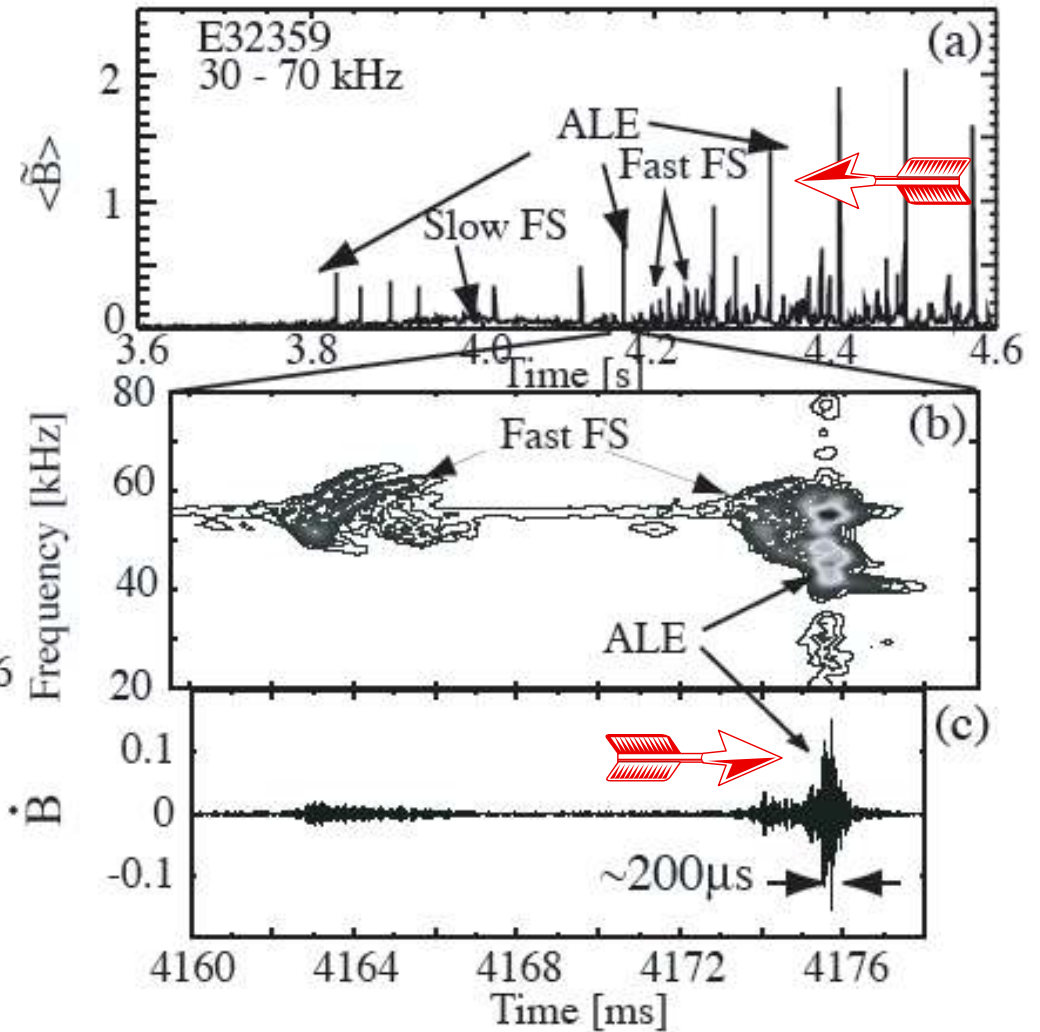 E32359
(a)
30 - 70 kHz
2
ALE
Fast FS
<B̃>
1
Slow FS
0
3.6 3.8 4.0 4.2 4.4 4.6
Time [s]
80
(b)
Fast FS
60
Frequency [kHz]
40
ALE
20
(c)
0.1
Ḃ
0
-0.1
~200μs
4160 4164 4168 4172 4176
Time [ms]